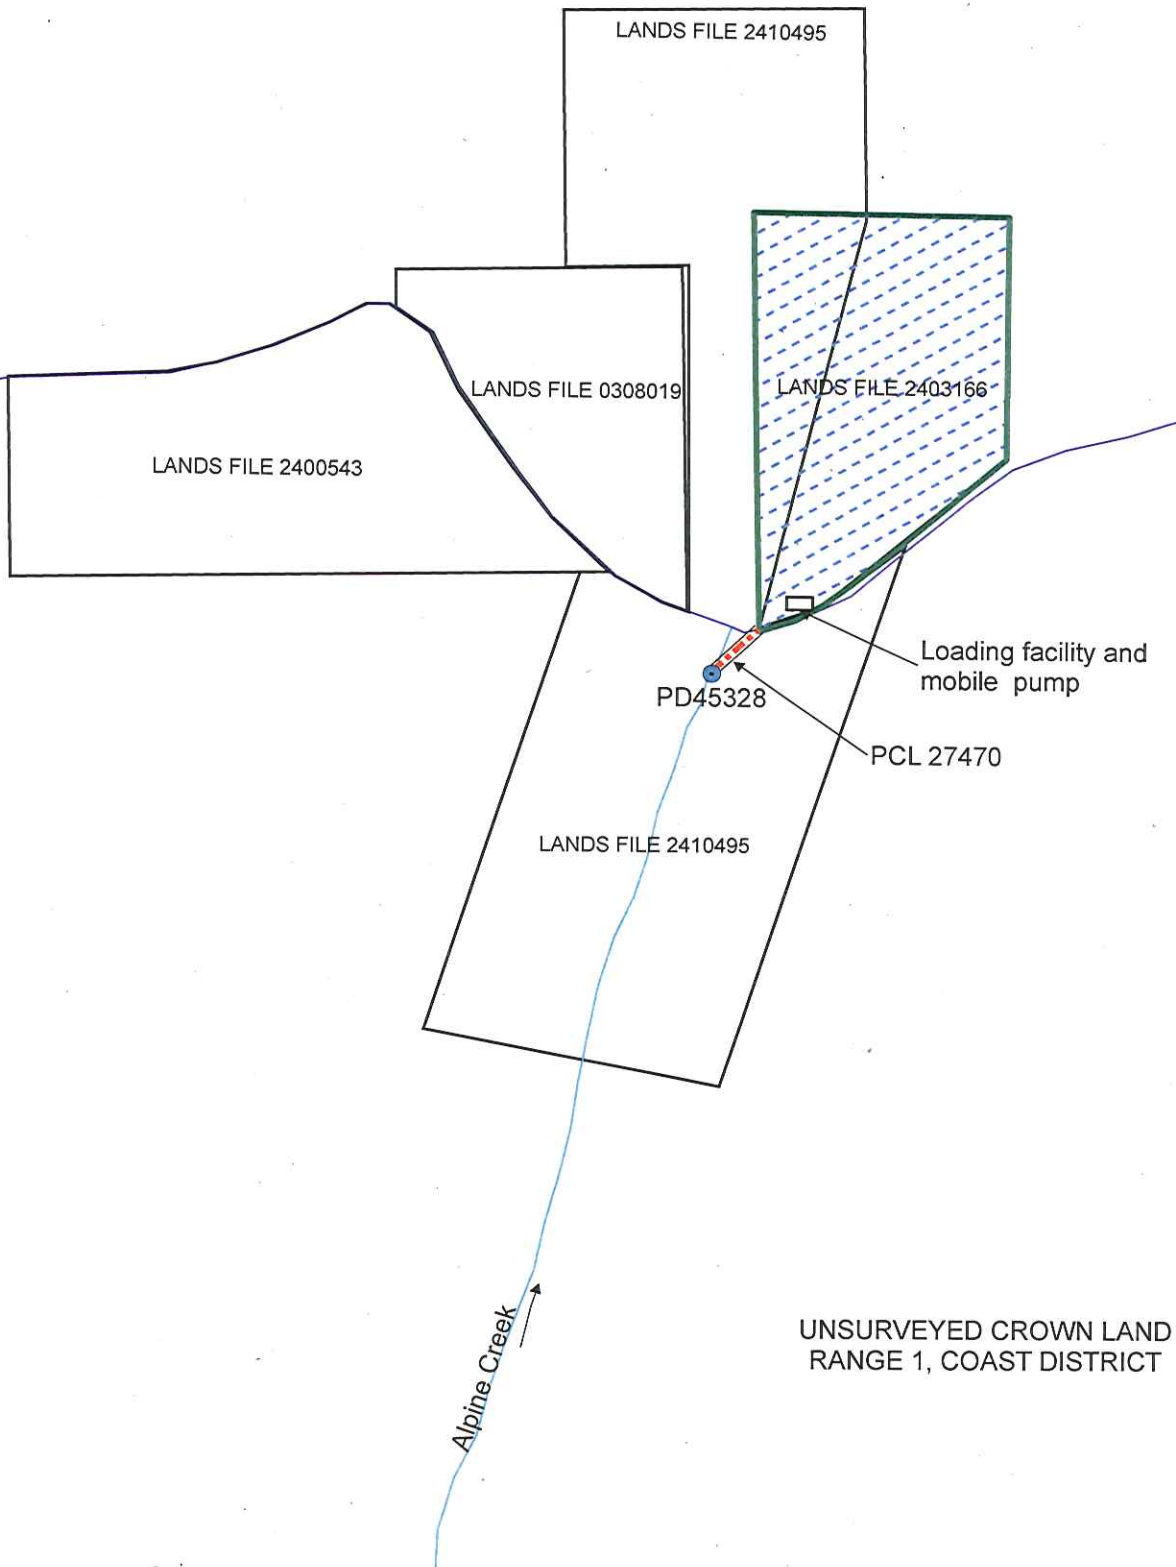 LANDS FILE 2410495
LANDS FILE 0308019
LANDS FILE 2403166
LANDS FILE 2400543
Loading facility and
mobile pump
PD45328
PCL 27470
LANDS FILE 2410495
Alpine Creek
UNSURVEYED CROWN LAND
RANGE 1, COAST DISTRICT